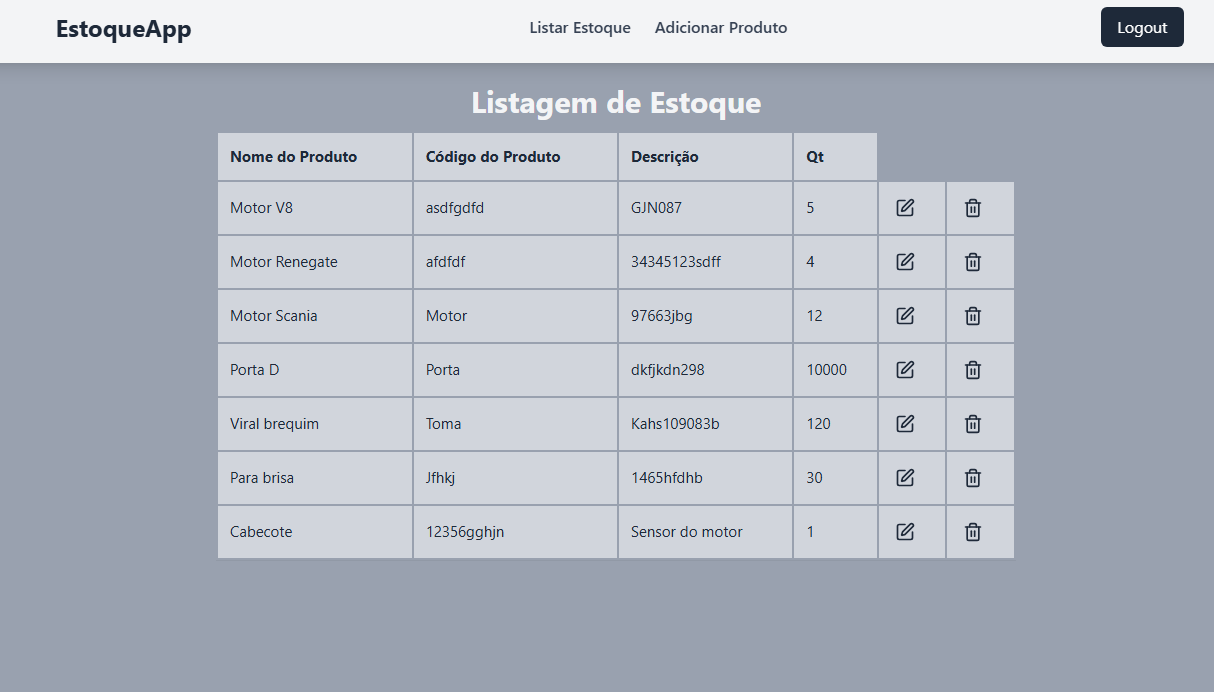 EstoqueApp Listar Estoque Adicionar Produto Logout
Listagem de Estoque
Nome do Produto Código do Produto Descrição Qt
Motor V8 asdfgdfd GJN087 5
Motor Renegate afdfdf 34345123sdff 4
Motor Scania Motor 97663jbg 12
Porta D Porta dkfjkdn298 10000
Viral brequim Toma Kahs109083b 120
Para brisa Jfhkj 1465hfdhb 30
Cabecote 12356gghjn Sensor do motor 1